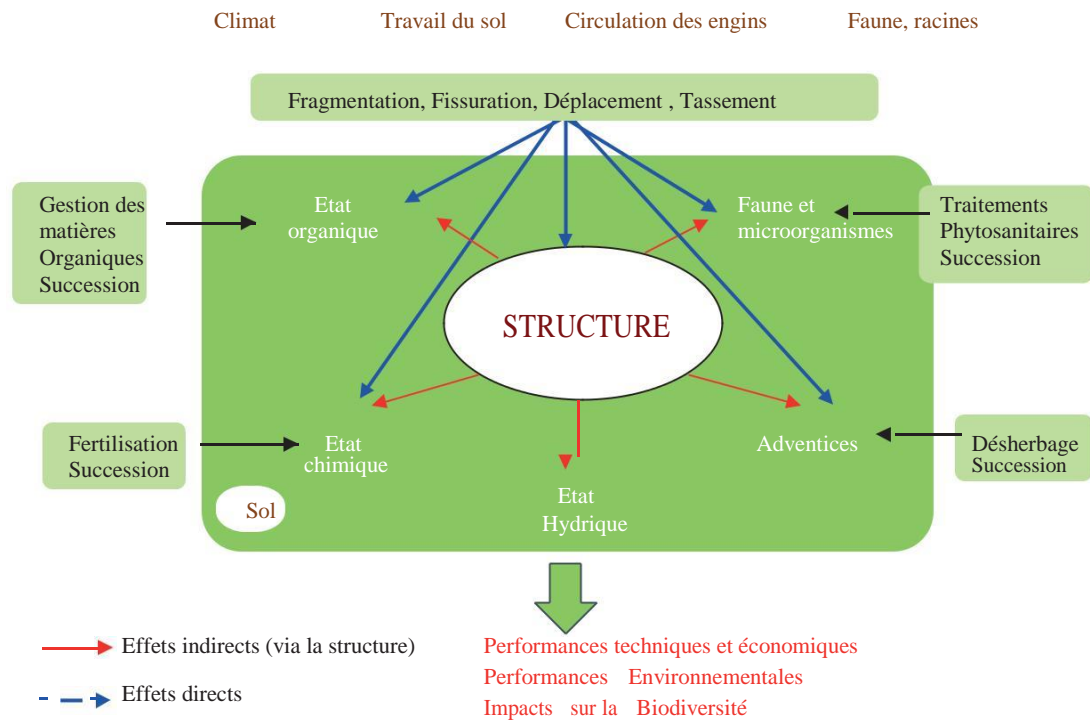 Climat Travail du sol Circulation des engins Faune, racines
Fragmentation, Fissuration, Déplacement , Tassement
Gestion des
matières
Organiques
Succession
Etat
organique
Faune et
microorganismes
Traitements
Phytosanitaires
Succession
STRUCTURE
Fertilisation
Succession
Etat
chimique
Adventices
Désherbage
Succession
Sol
Etat
Hydrique
Effets indirects (via la structure)
Effets directs
Performances techniques et économiques
Performances Environnementales
Impacts sur la Biodiversité